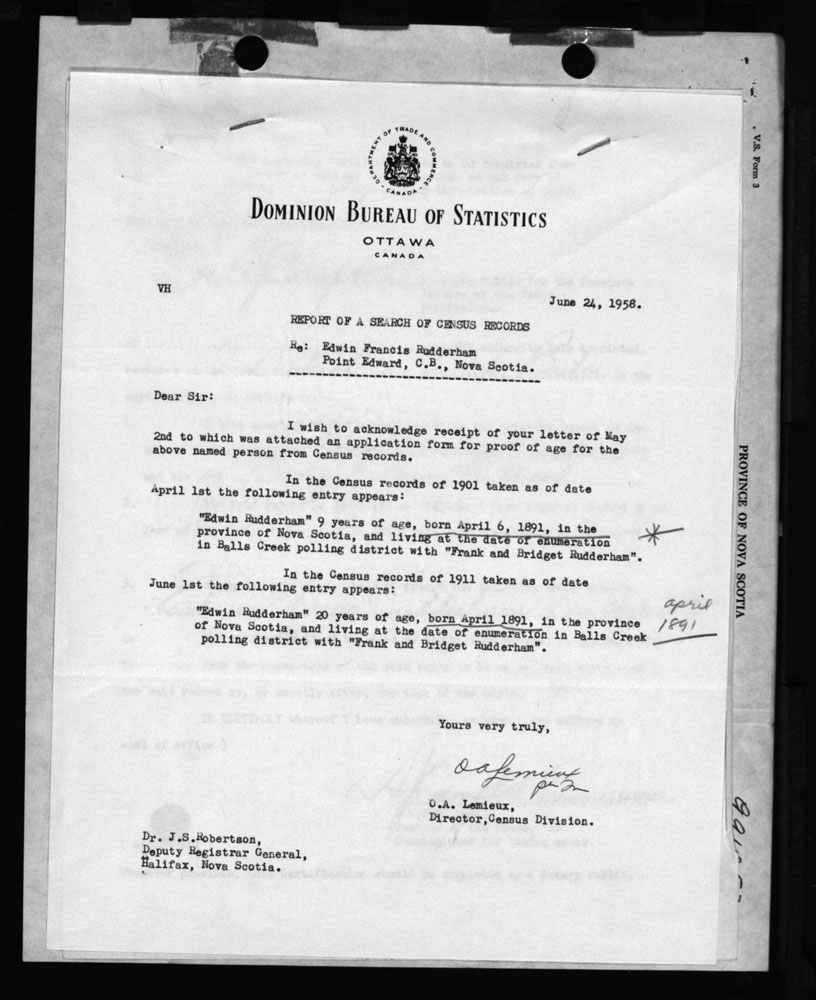 DEPARTMENT OF TRADE AND COMMERCE
- CANADA -
DOMINION BUREAU OF STATISTICS
OTTAWA
CANADA
V.S. Form 3
VH
June 24, 1958.
REPORT OF A SEARCH OF CENSUS RECORDS
Re: Edwin Francis Rudderham
Point Edward, C.B., Nova Scotia.
Dear Sir:
I wish to acknowledge receipt of your letter of May
2nd to which was attached an application form for proof of age for the
above named person from Census records.
In the Census records of 1901 taken as of date
April 1st the following entry appears:
"Edwin Rudderham" 9 years of age, born April 6, 1891, in the
province of Nova Scotia, and living at the date of enumeration
in Balls Creek polling district with "Frank and Bridget Rudderham".
In the Census records of 1911 taken as of date
June 1st the following entry appears:
"Edwin Rudderham" 20 years of age, born April 1891, in the province
of Nova Scotia, and living at the date of enumeration in Balls Creek
polling district with "Frank and Bridget Rudderham".
april
1891
PROVINCE OF NOVA SCOTIA
Yours very truly,
O A Lemieux
O.A. Lemieux,
Director,Census Division.
Dr. J.S.Robertson,
Deputy Registrar General,
Halifax, Nova Scotia.